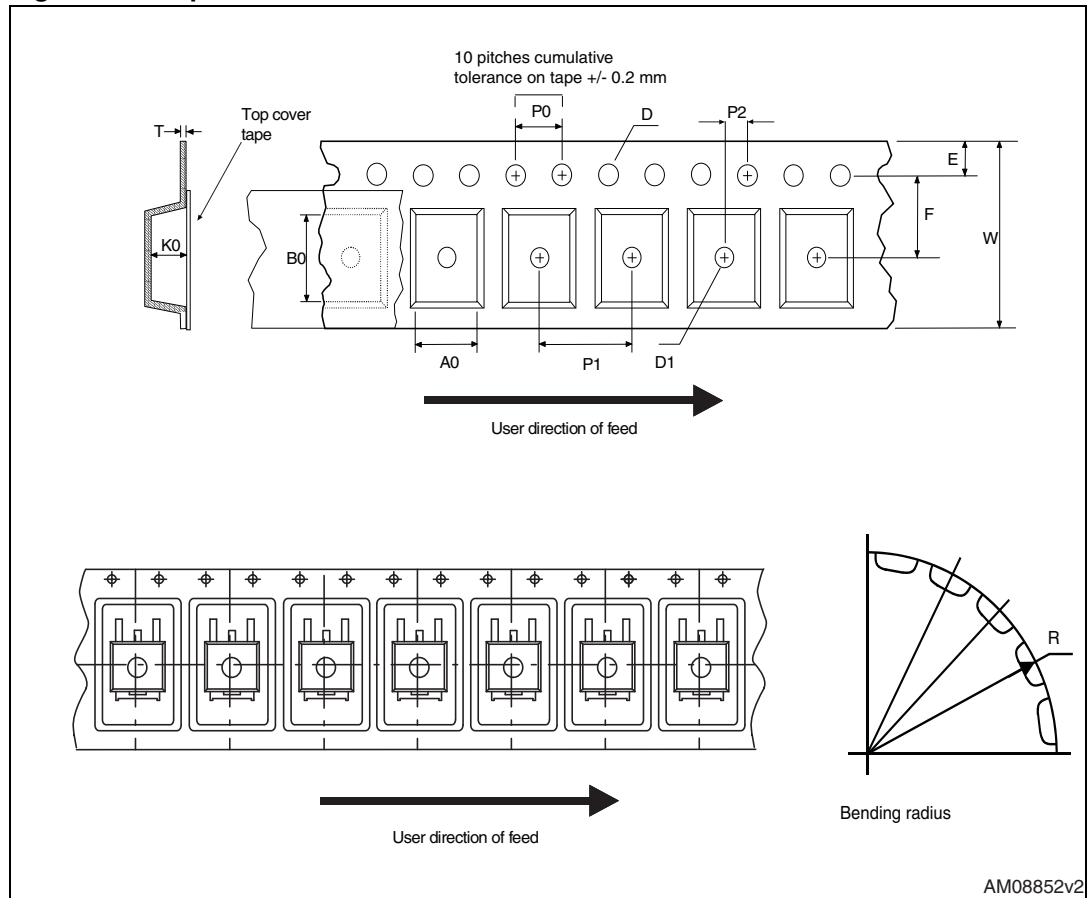 10 pitches cumulative
tolerance on tape +/- 0.2 mm
P0
D
P2
T
Top cover
tape
E
F
W
K0
B0
A0
P1
D1
User direction of feed
R
Bending radius
User direction of feed
AM08852v2